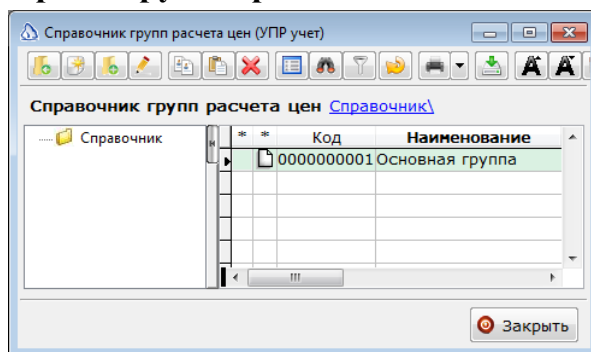 Справочник групп расчета цен (УПР учет)
Справочник групп расчета цен Справочник\
Справочник
* * Код Наименование
0000000001 Основная группа
Закрыть